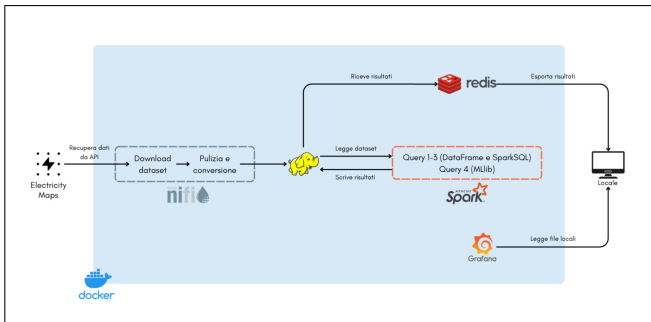 Riceve risultati
redis
Esporta risultati
Recupera dati
da API
Download
dataset
Pulizia e
conversione
Legge dataset
Scrive risultati
Query 1-3 (DataFrame e SparkSQL)
Query 4 (MLlib)
Electricity
Maps
nifi
APACHE
Spark
Locale
Legge file locali
Grafana
docker